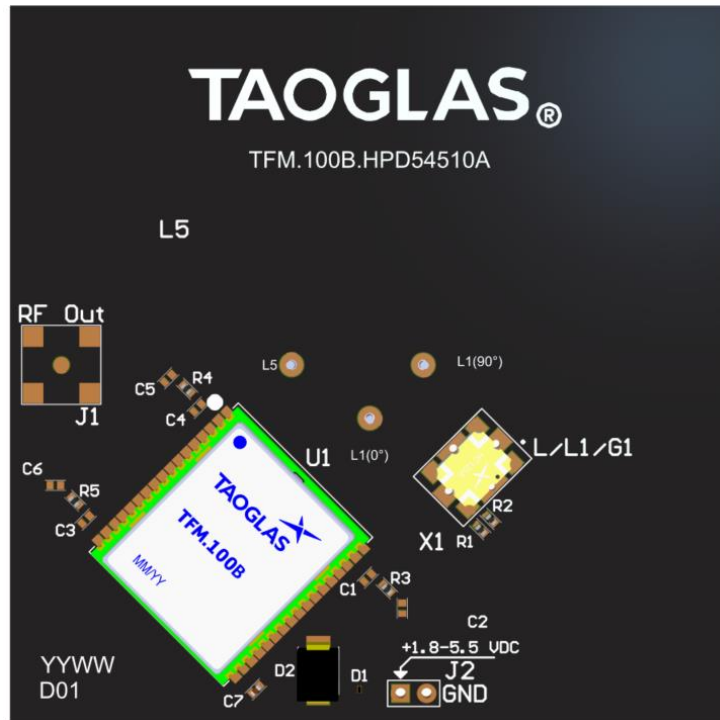 TAOGLAS®
TFM.100B.HPD54510A
L5
RF Out
J1
L5
L1(90°)
L1(0°)
C5
R4
C4
U1
L/L1/G1
C6
R5
C3
TAOGLAS
TFM.100B
MM/YY
X1
R2
R1
C1
R3
C2
+1.8-5.5 VDC
J2
GND
D2
D1
C7
YYWW
D01